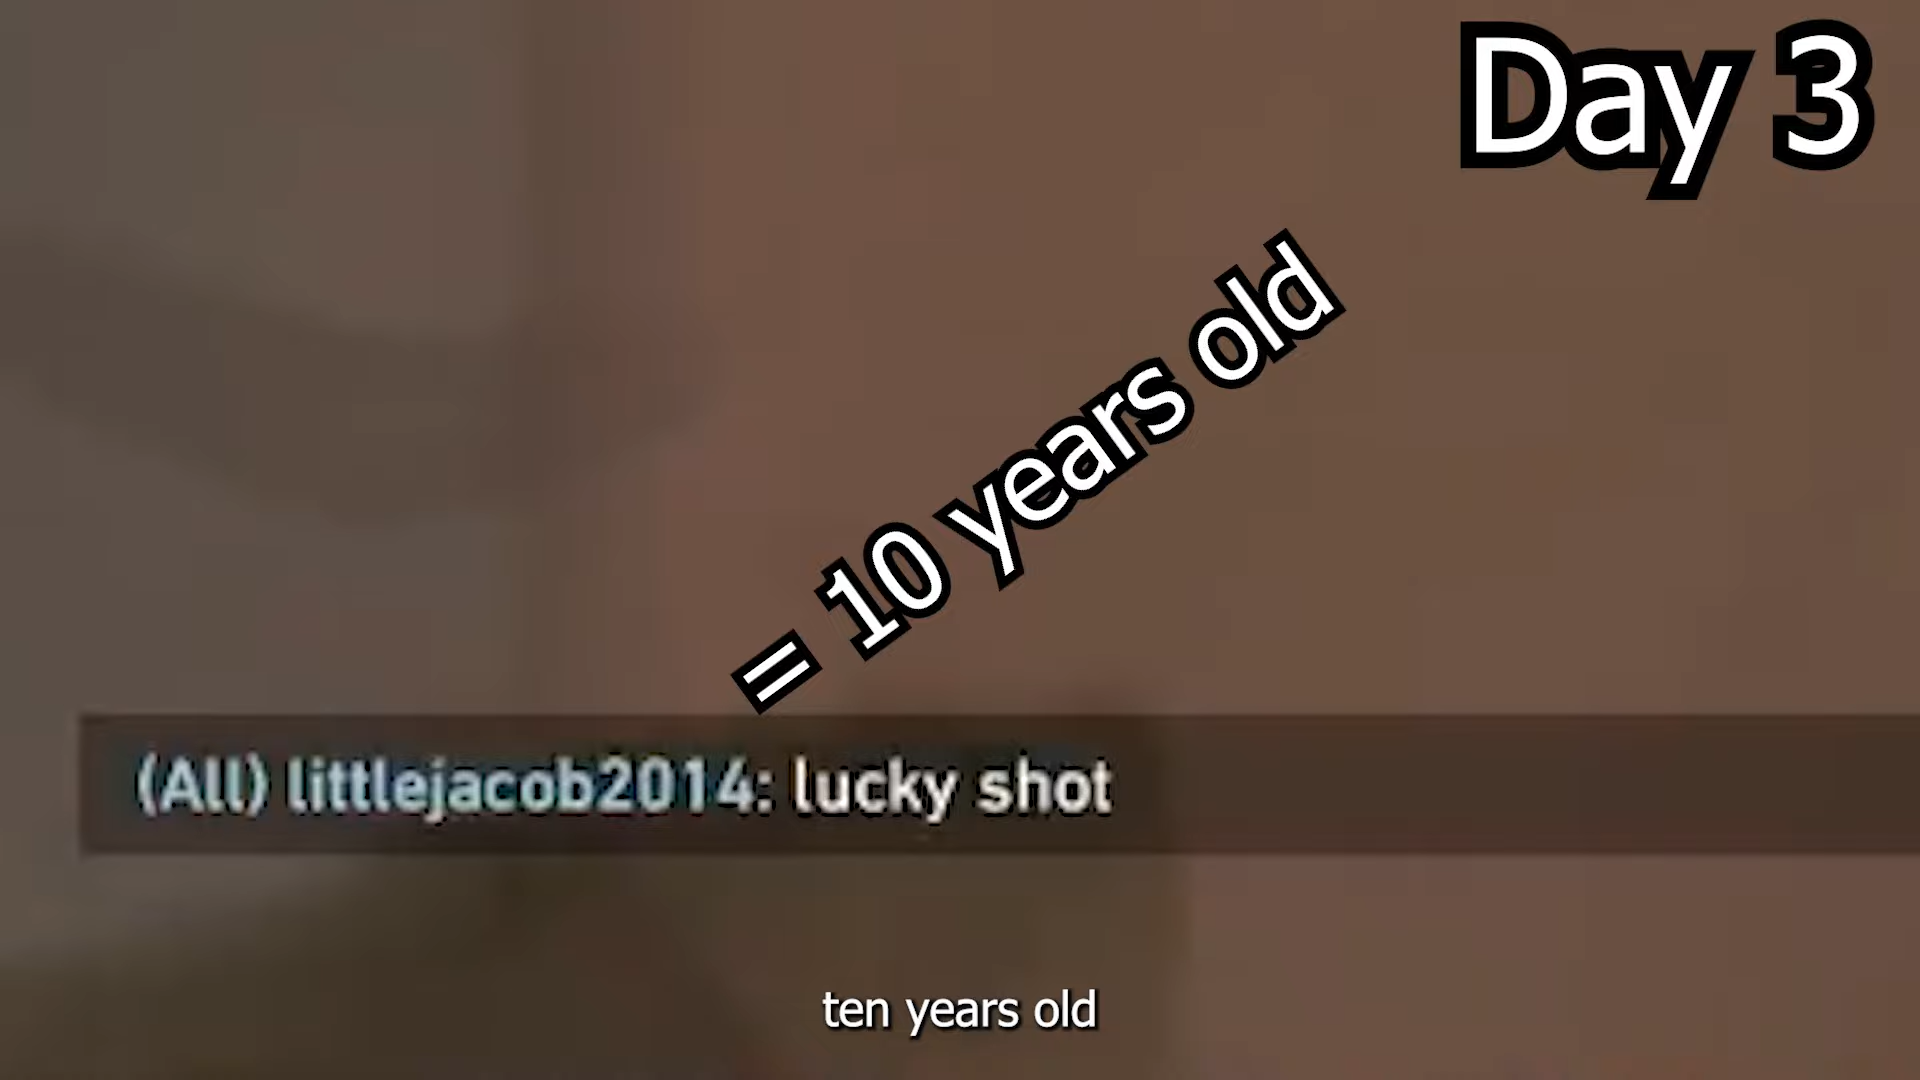 Day 3
= 10 years old
(All) littlejacob2014: lucky shot
ten years old